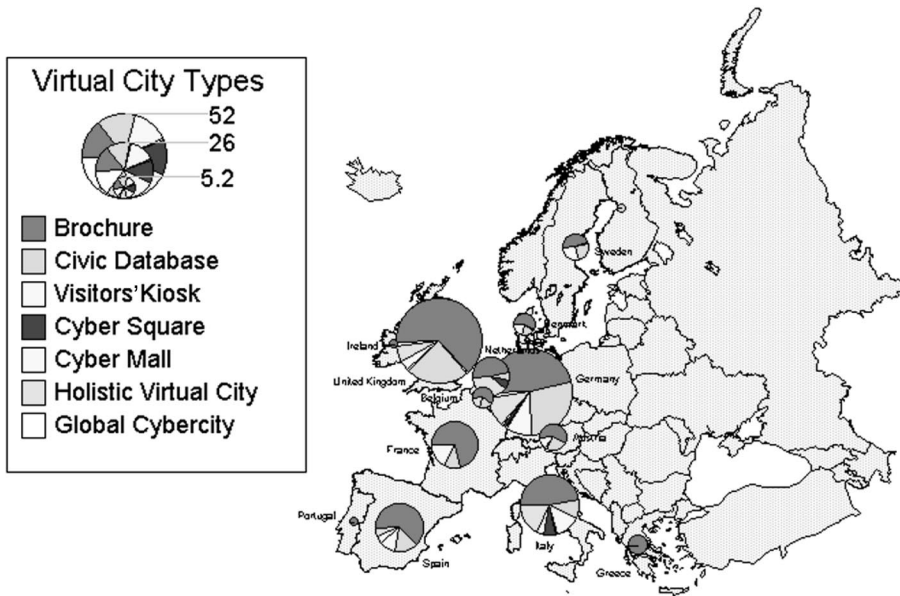 Virtual City Types
52
26
5.2
Brochure
Civic Database
Visitors'Kiosk
Cyber Square
Cyber Mall
Holistic Virtual City
Global Cybercity
Sweden
Denmark
Ireland
Netherlands
United Kingdom
Germany
Belgium
Austria
France
Portugal
Spain
Italy
Greece